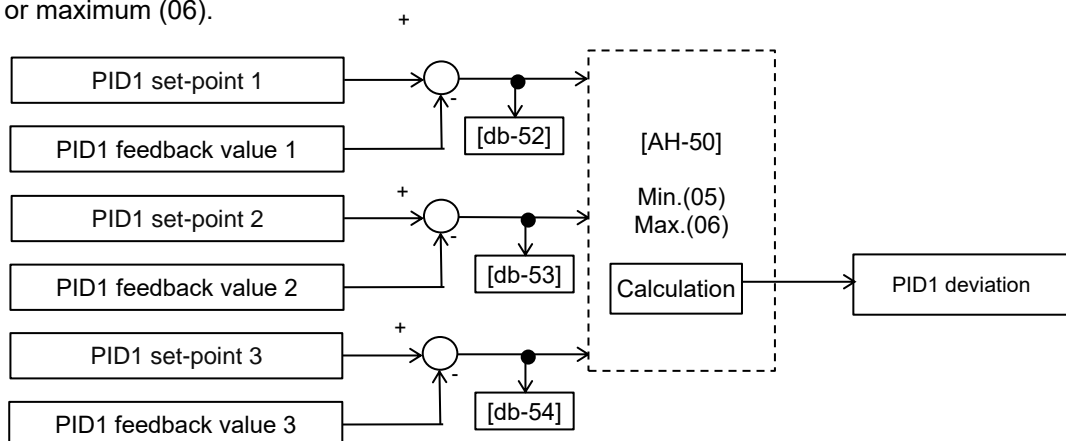 or maximum (06).
+
PID1 set-point 1
-
[db-52]
PID1 feedback value 1
[AH-50]
Min.(05)
Max.(06)
+
PID1 set-point 2
-
[db-53]
PID1 feedback value 2
Calculation
PID1 deviation
+
PID1 set-point 3
-
[db-54]
PID1 feedback value 3